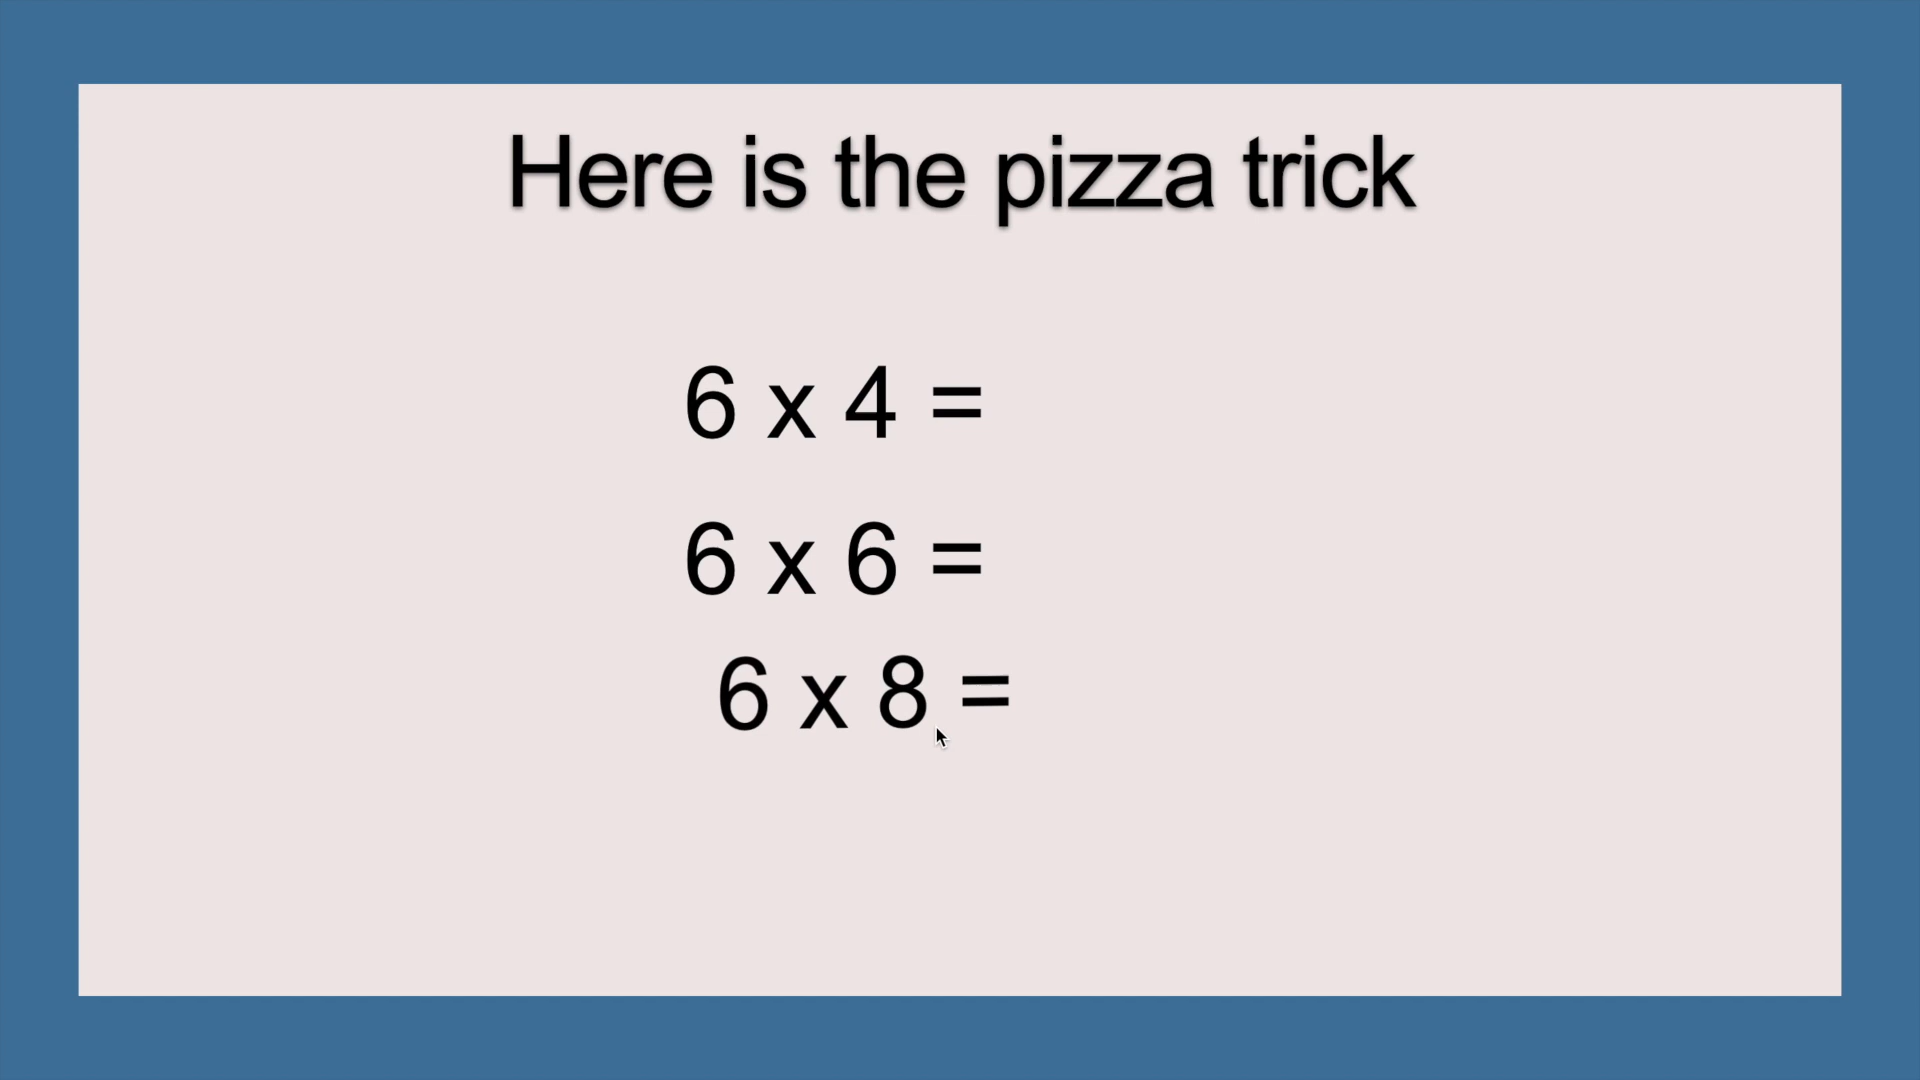 Here is the pizza trick
6 x 4 =
6 x 6 =
6 x 8 =